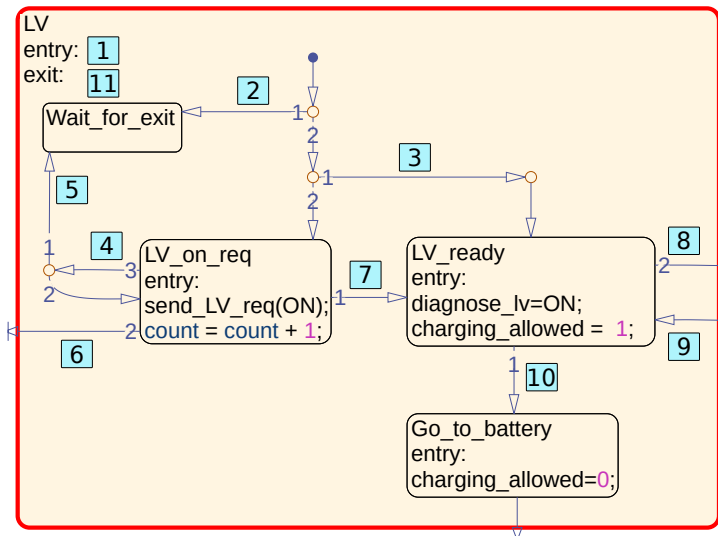 LV
entry: 1
exit: 11
2
1
Wait_for_exit
2
3
1
5
2
1
4
3
2
LV_on_req
entry:
send_LV_req(ON);
count = count + 1;
7
1
LV_ready
entry:
diagnose_lv=ON;
charging_allowed = 1;
8
2
2
6
9
1
10
Go_to_battery
entry:
charging_allowed=0;